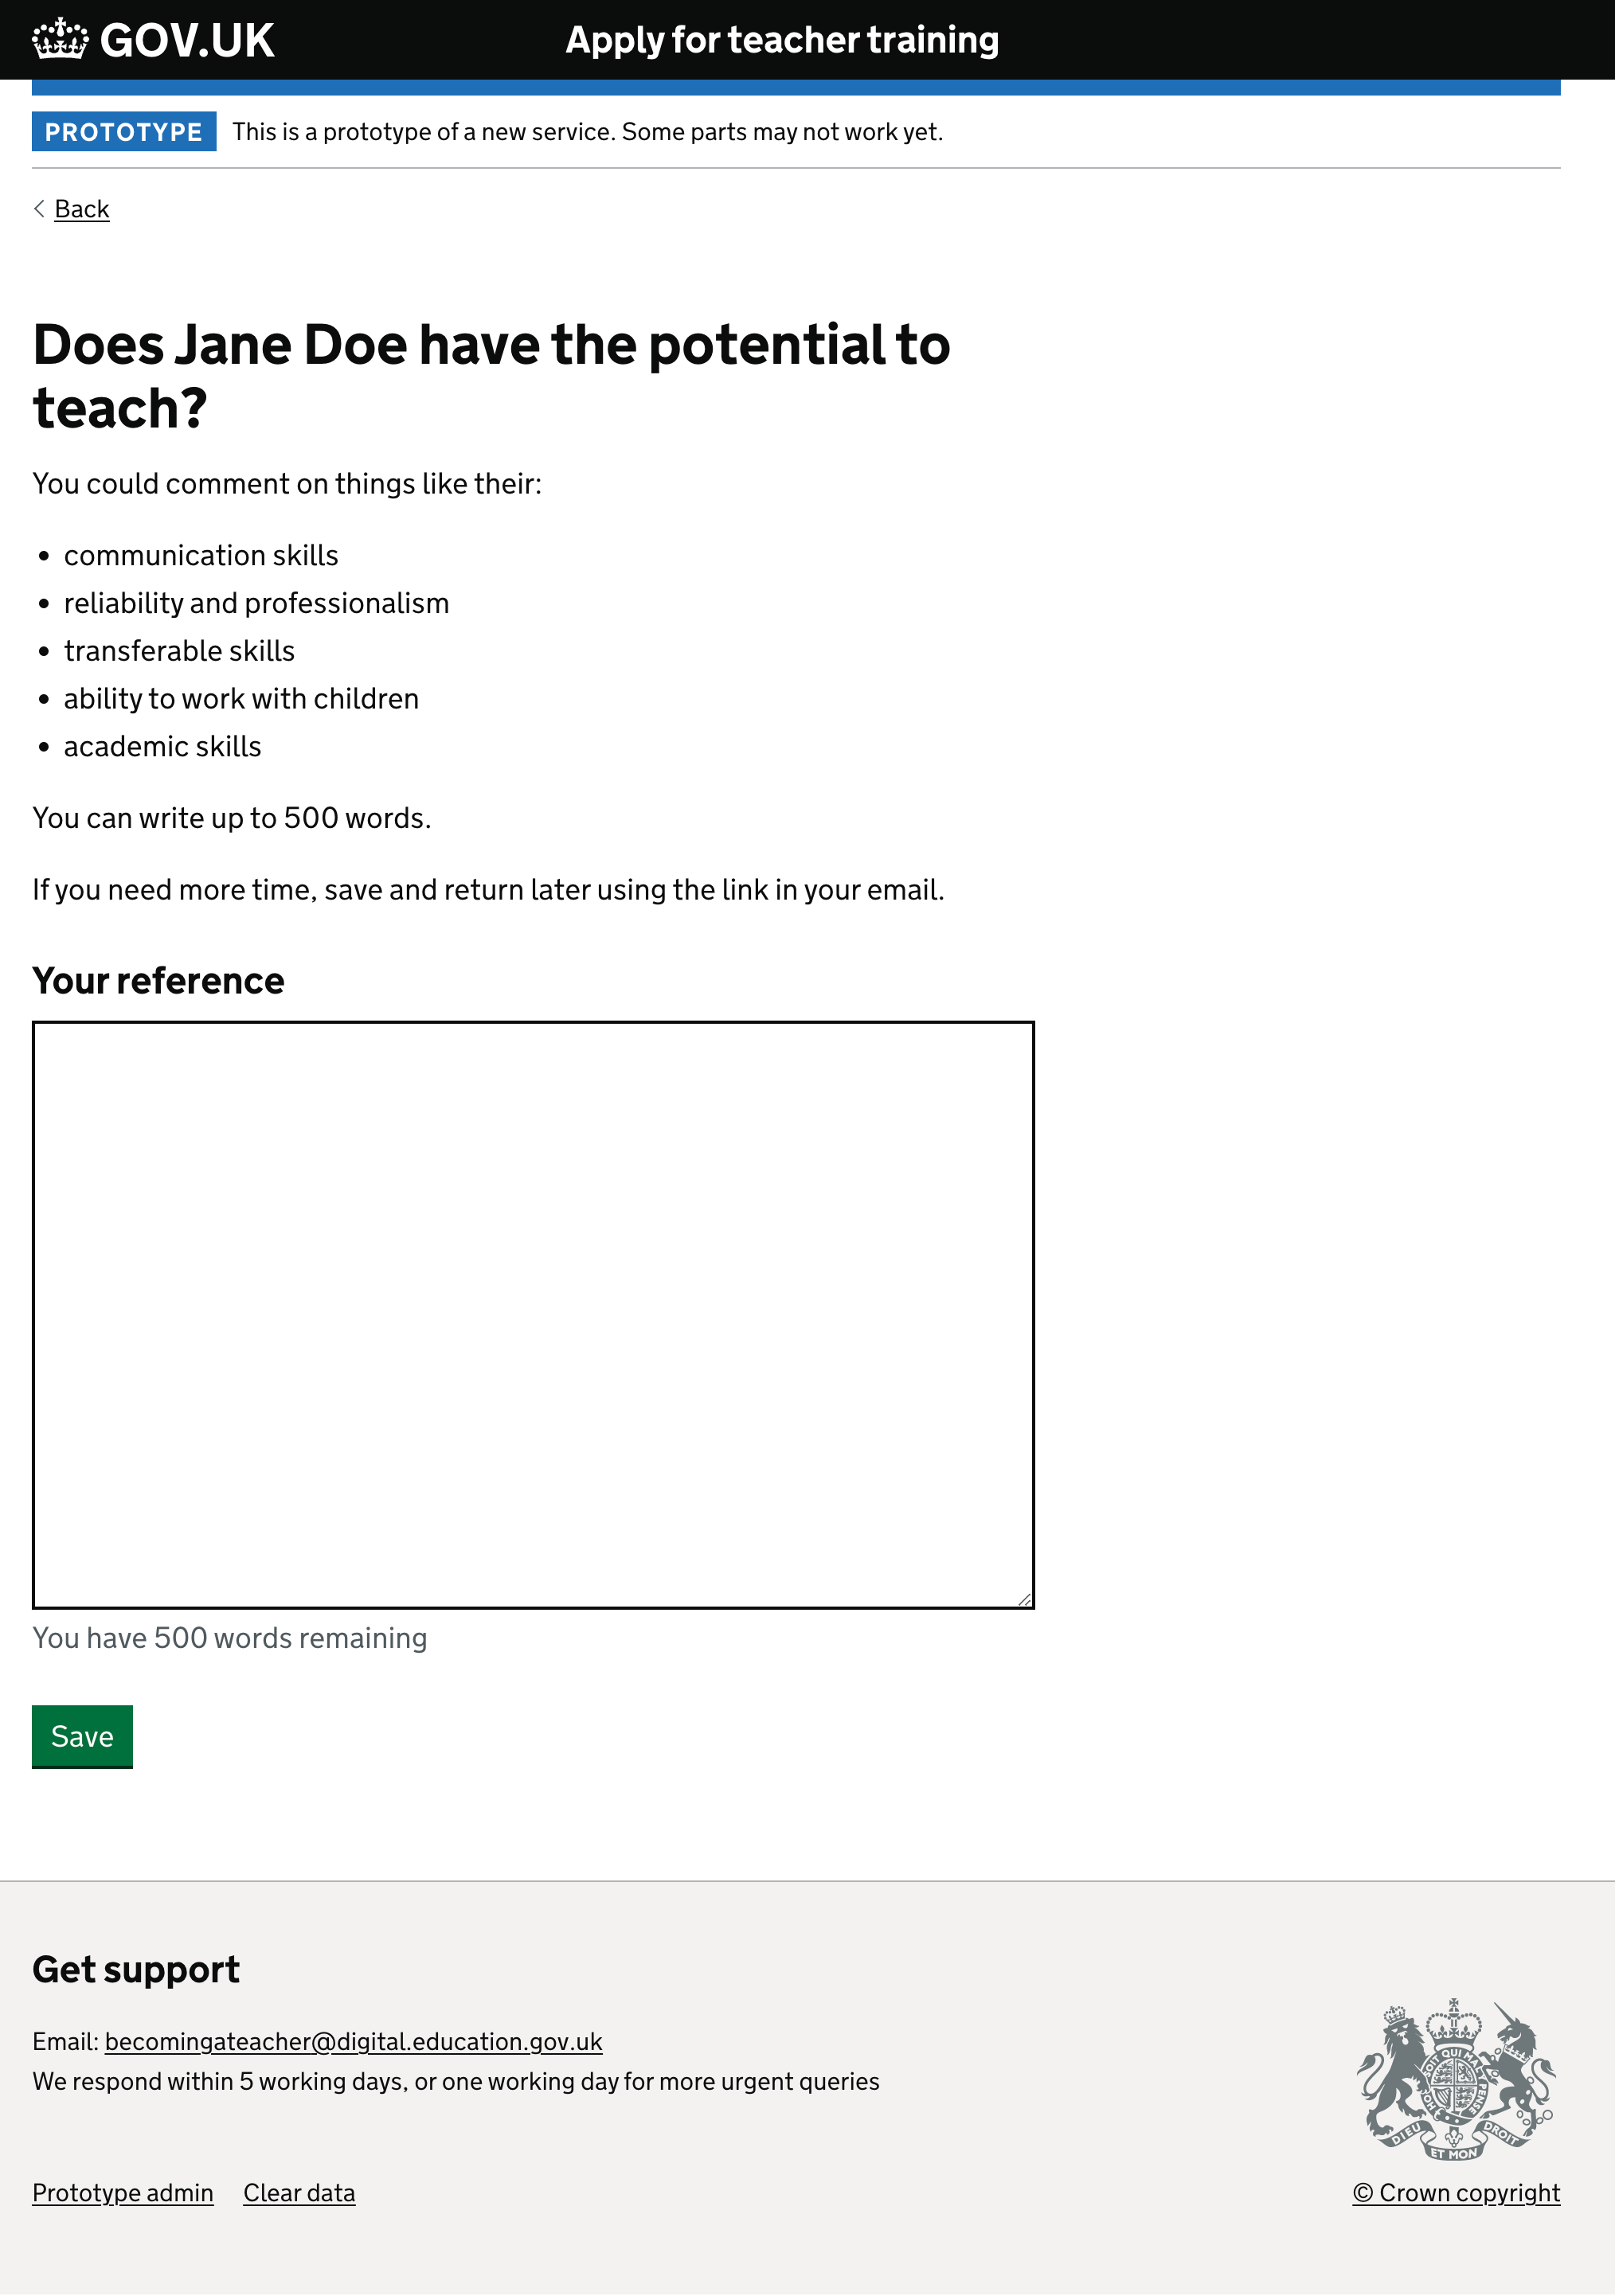 GOV.UK Apply for teacher training
PROTOTYPE This is a prototype of a new service. Some parts may not work yet.
Back
Does Jane Doe have the potential to
teach?
You could comment on things like their:
• communication skills
• reliability and professionalism
• transferable skills
• ability to work with children
• academic skills
You can write up to 500 words.
If you need more time, save and return later using the link in your email.
Your reference
You have 500 words remaining
Save
Get support
Email: becomingateacher@digital.education.gov.uk
We respond within 5 working days, or one working day for more urgent queries
DIEU ET MON DROIT
Prototype admin Clear data
© Crown copyright